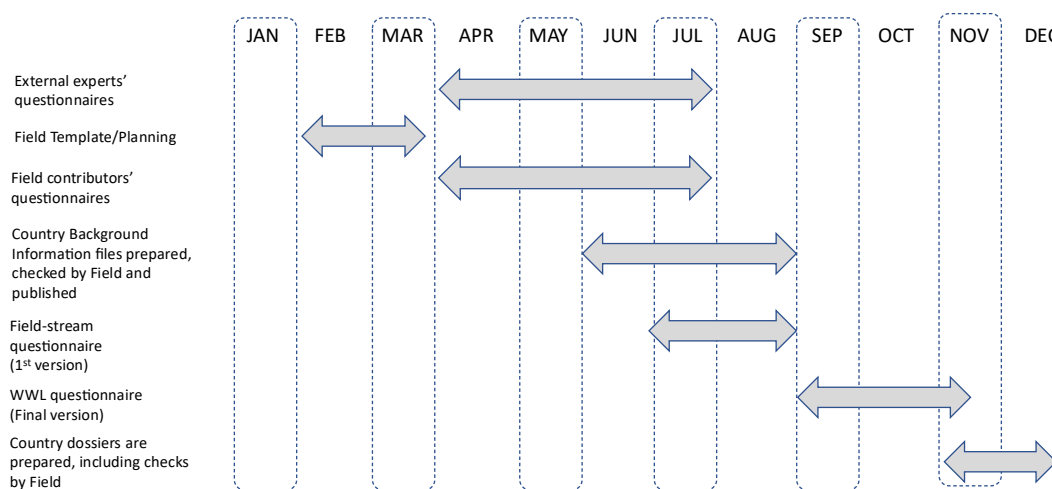 JAN FEB MAR APR MAY JUN JUL AUG SEP OCT NOV DEC
External experts’
questionnaires
Field Template/Planning
Field contributors’
questionnaires
Country Background
Information files prepared,
checked by Field and
published
Field-stream
questionnaire
(1st version)
WWL questionnaire
(Final version)
Country dossiers are
prepared, including checks
by Field